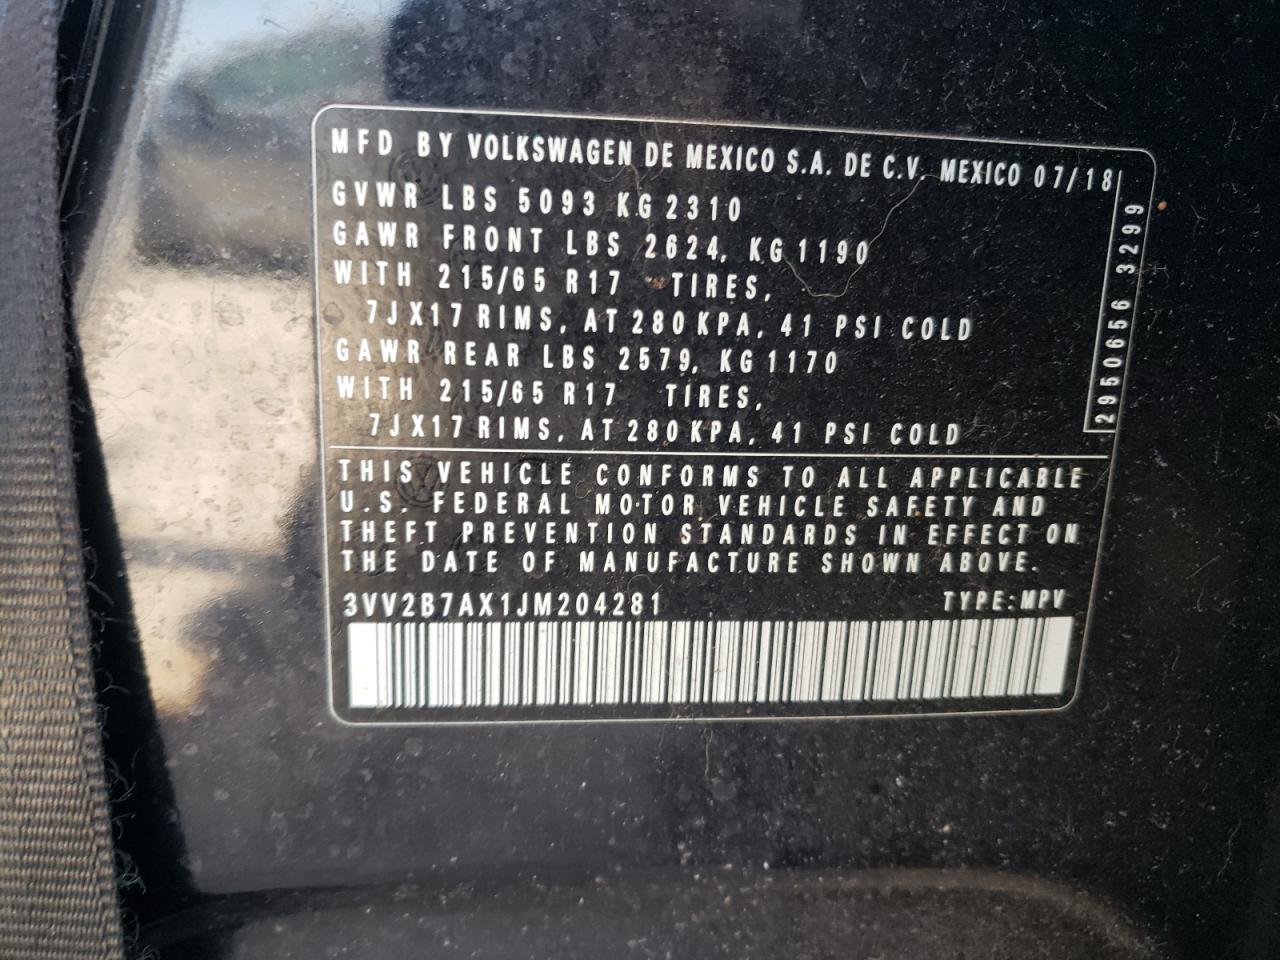 MFD BY VOLKSWAGEN DE MEXICO S.A. DE C.V. MEXICO 07/18
GVWR LBS 5093 KG 2310
GAWR FRONT LBS 2624, KG 1190
WITH 215/65 R17 TIRES,
7JX17 RIMS, AT 280 KPA, 41 PSI COLD
GAWR REAR LBS 2579, KG 1170
WITH 215/65 R17 TIRES,
7JX17 RIMS, AT 280 KPA, 41 PSI COLD
2950656 3299
THIS VEHICLE CONFORMS TO ALL APPLICABLE
U.S. FEDERAL MOTOR VEHICLE SAFETY AND
THEFT PREVENTION STANDARDS IN EFFECT ON
THE DATE OF MANUFACTURE SHOWN ABOVE.
3VV2B7AX1JM204281 TYPE:MPV